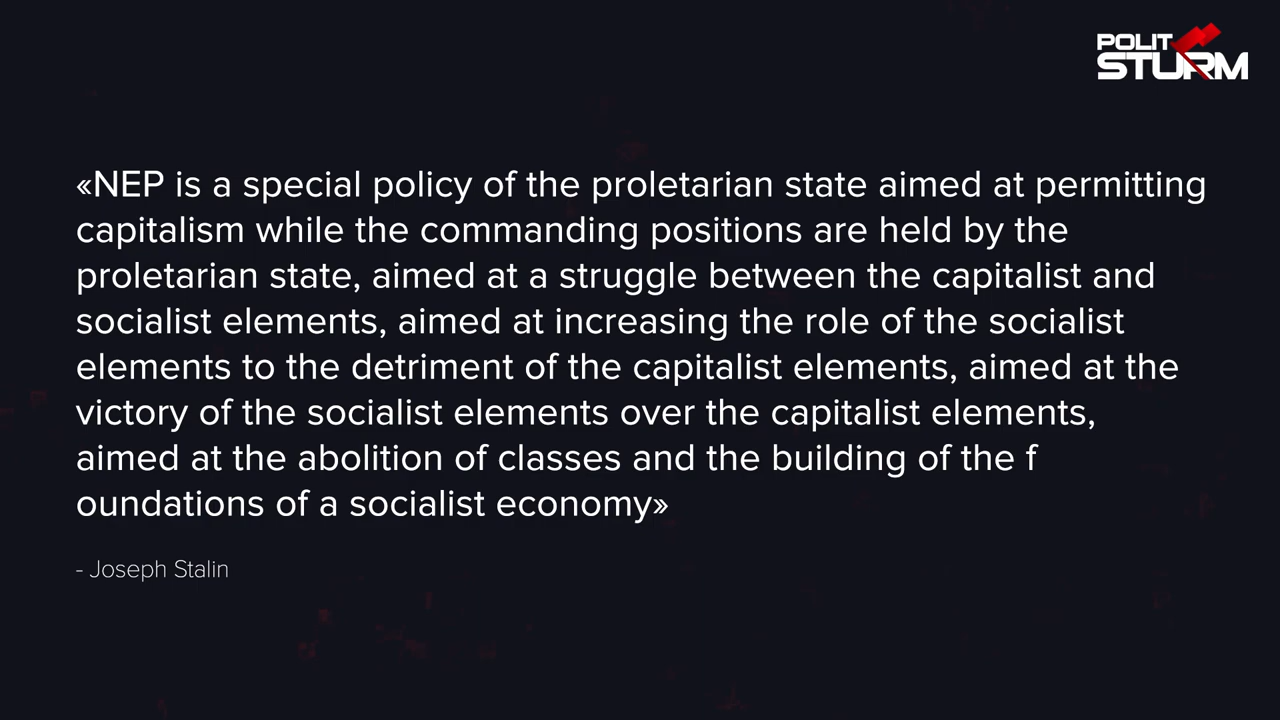 POLIT
STURM
«NEP is a special policy of the proletarian state aimed at permitting
capitalism while the commanding positions are held by the
proletarian state, aimed at a struggle between the capitalist and
socialist elements, aimed at increasing the role of the socialist
elements to the detriment of the capitalist elements, aimed at the
victory of the socialist elements over the capitalist elements,
aimed at the abolition of classes and the building of the f
oundations of a socialist economy»
- Joseph Stalin